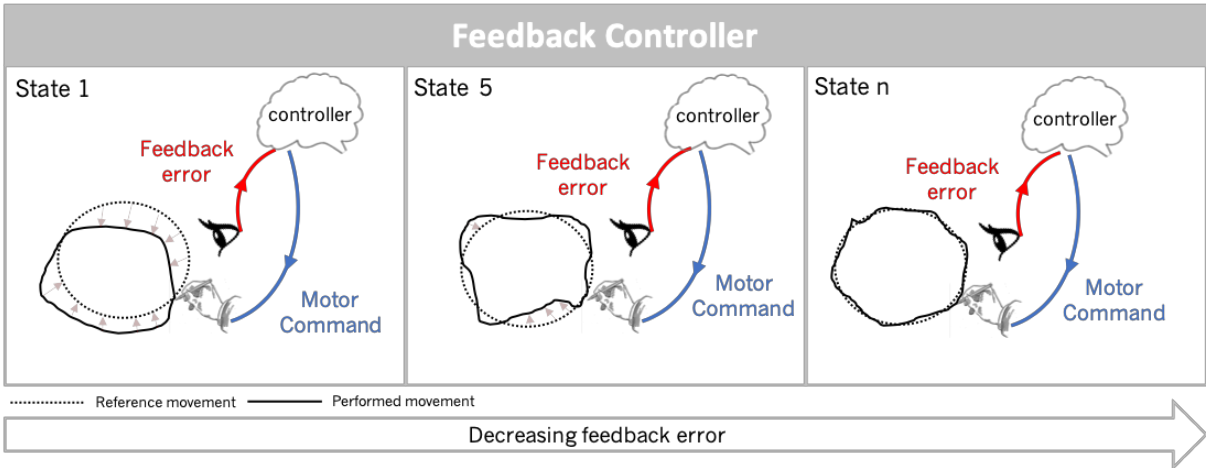 Feedback Controller
State 1
controller
Feedback
error
Motor
Command
State 5
controller
Feedback
error
Motor
Command
State n
controller
Feedback
error
Motor
Command
Reference movement
Performed movement
Decreasing feedback error